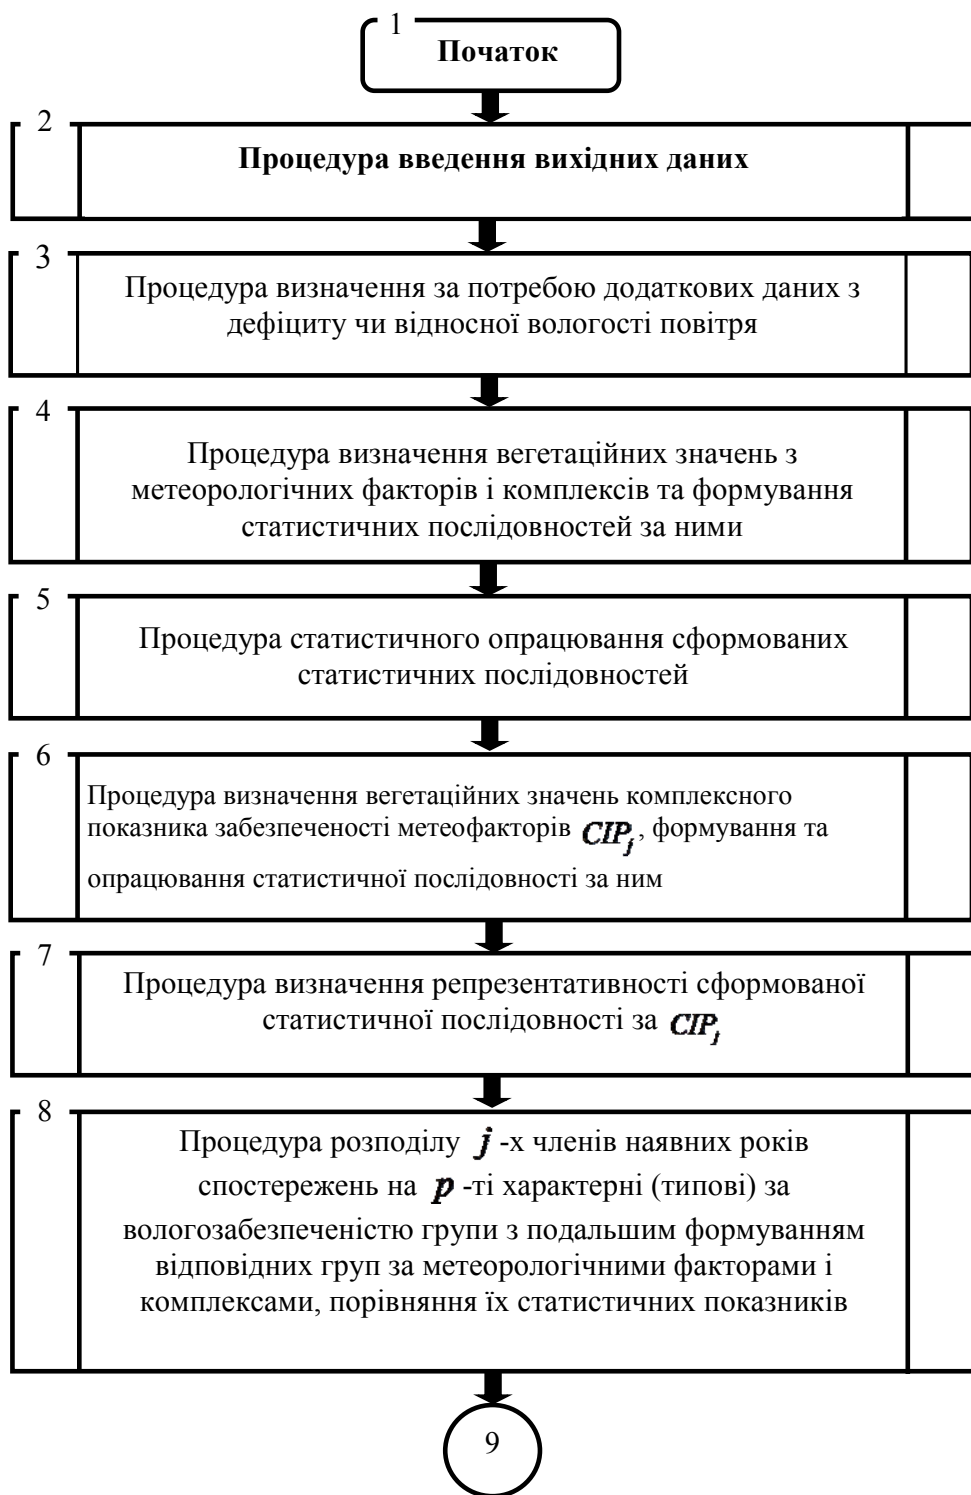 1
Початок
2
Процедура введення вихідних даних
3
Процедура визначення за потребою додаткових даних з
дефіциту чи відносної вологості повітря
4
Процедура визначення вегетаційних значень з
метеорологічних факторів і комплексів та формування
статистичних послідовностей за ними
5
Процедура статистичного опрацювання сформованих
статистичних послідовностей
6
Процедура визначення вегетаційних значень комплексного
показника забезпеченості метеофакторів CIP_j, формування та
опрацювання статистичної послідовності за ним
7
Процедура визначення репрезентативності сформованої
статистичної послідовності за CIP_j
8
Процедура розподілу j -х членів наявних років
спостережень на p -ті характерні (типові) за
вологозабезпеченістю групи з подальшим формуванням
відповідних груп за метеорологічними факторами і
комплексами, порівняння їх статистичних показників
9